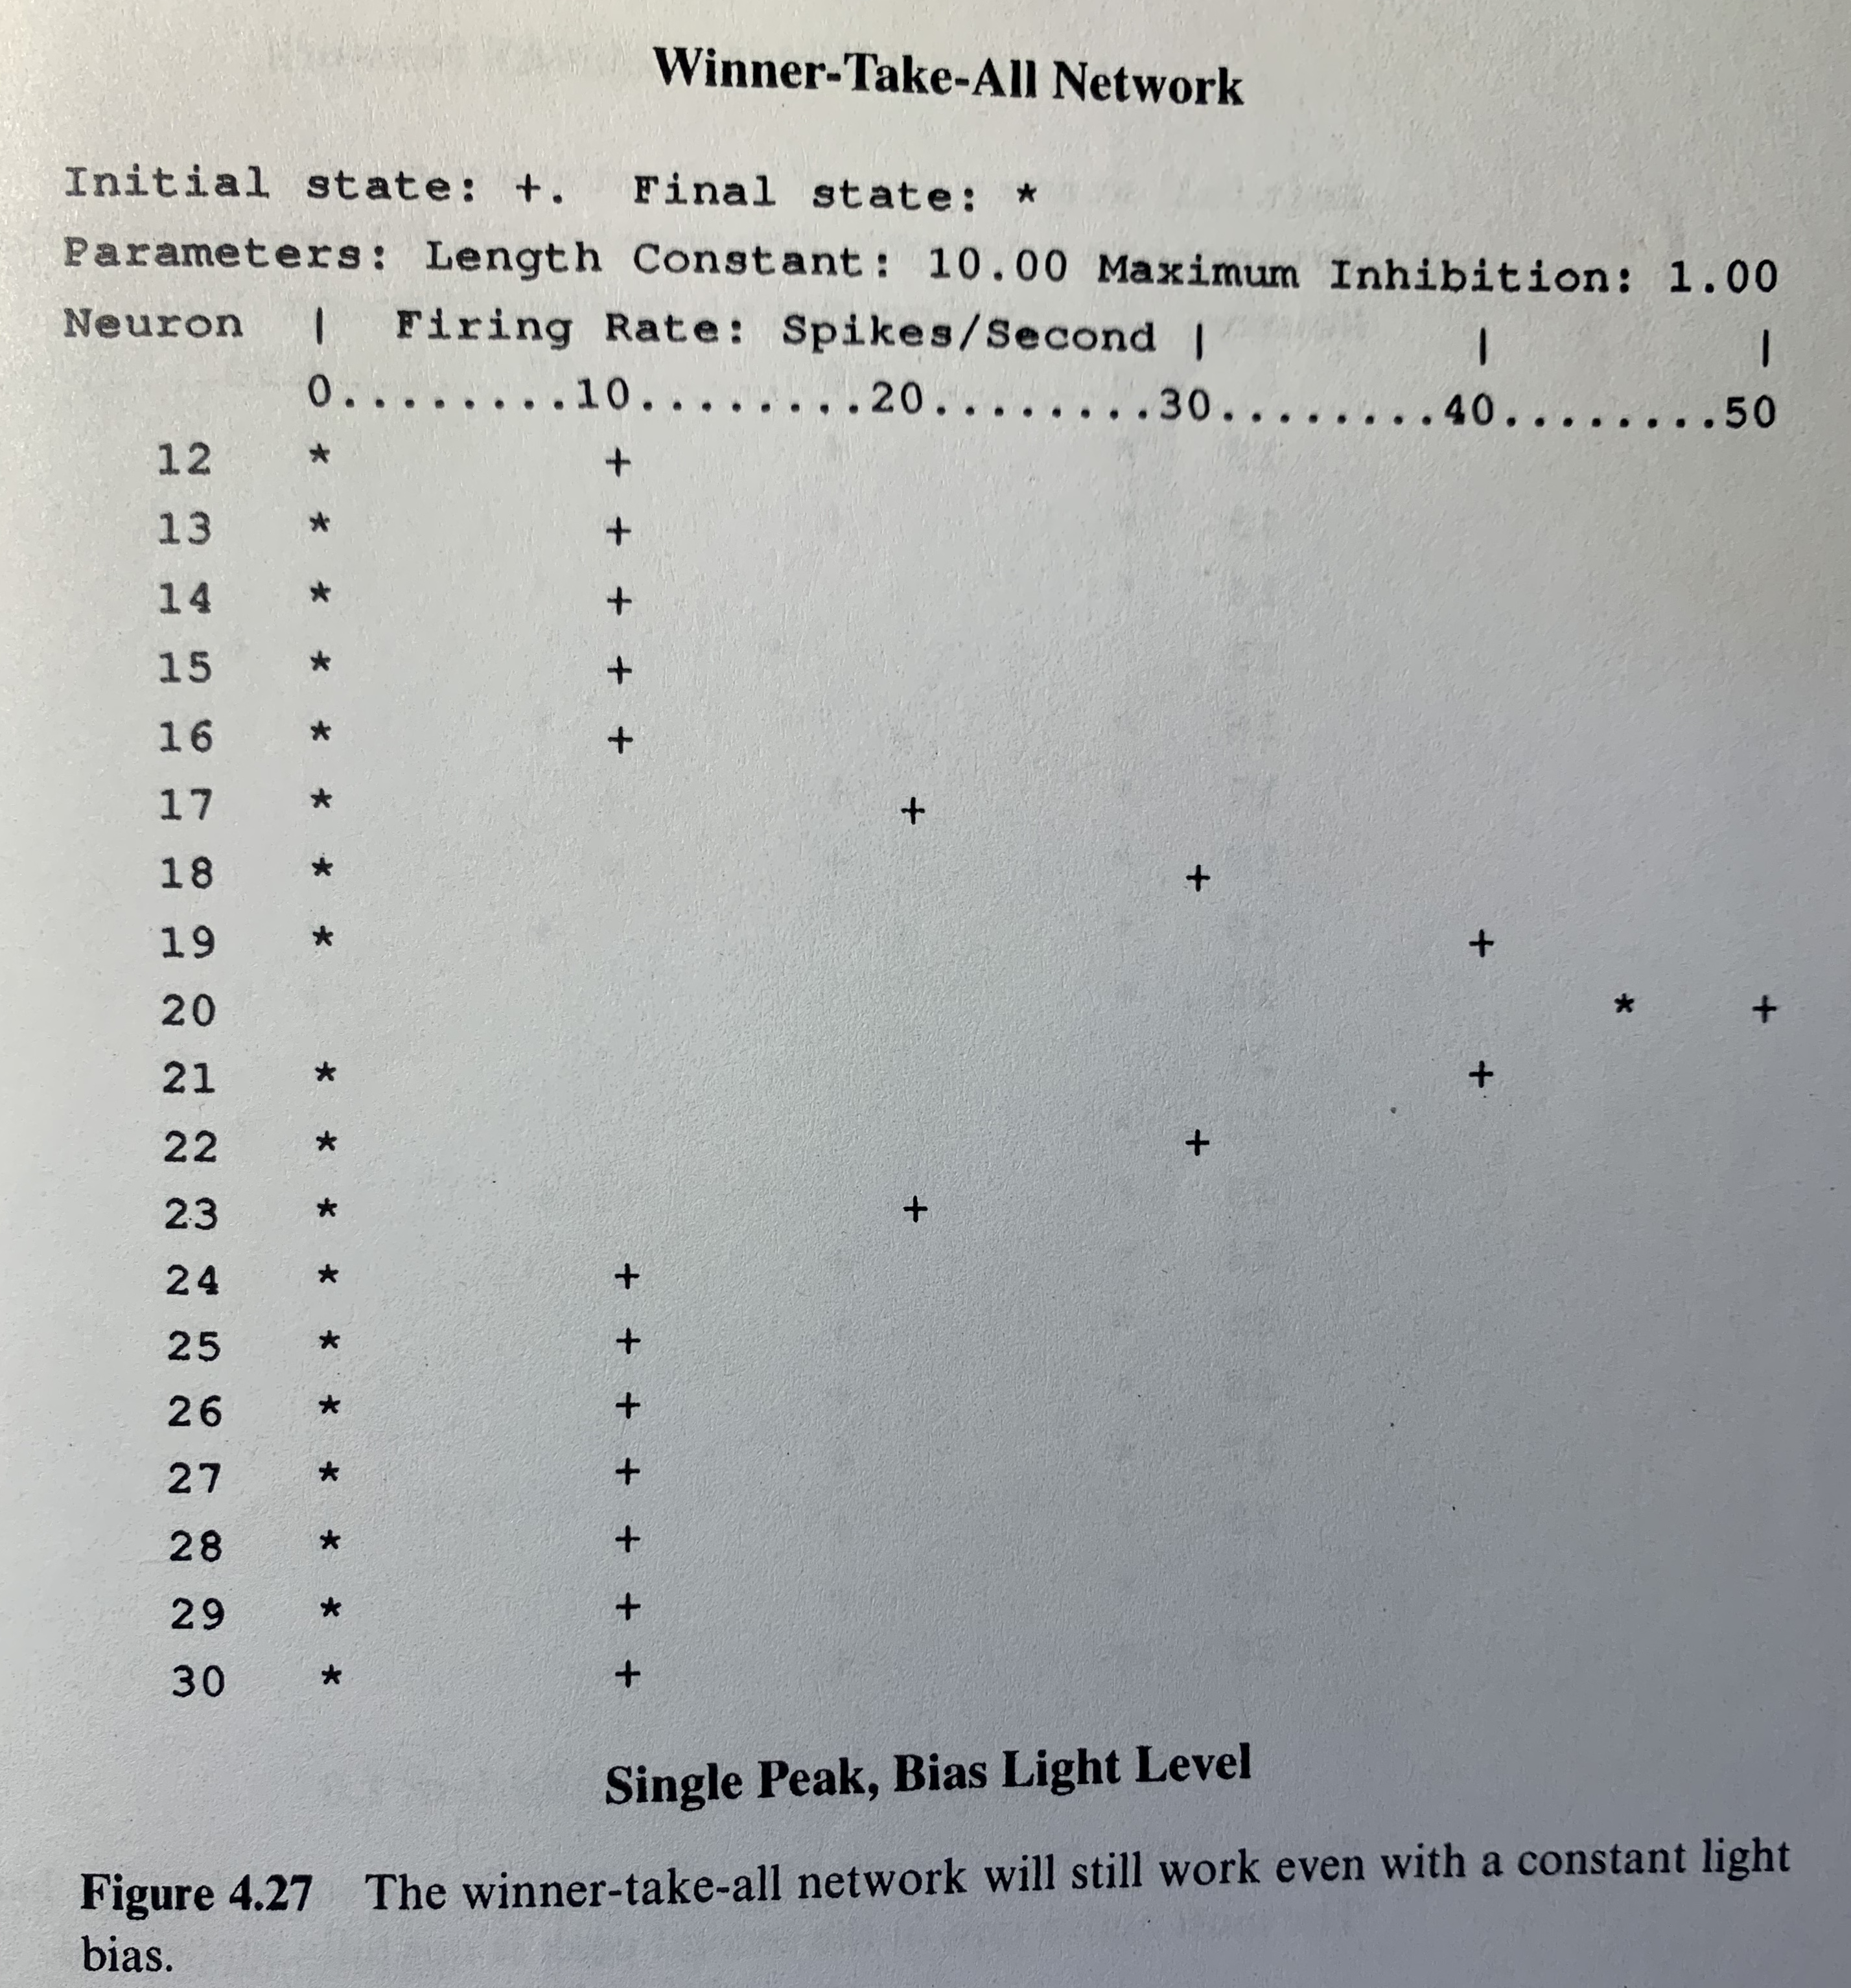 Winner-Take-All Network
Initial state: +. Final state: *
Parameters: Length Constant: 10.00 Maximum Inhibition: 1.00
Neuron | Firing Rate: Spikes/Second | | |
0........10........20........30........40........50
12 * +
13 * +
14 * +
15 * +
16 * +
17 * +
18 * +
19 * +
20 * +
21 * +
22 * +
23 * +
24 * +
25 * +
26 * +
27 * +
28 * +
29 * +
30 * +
Single Peak, Bias Light Level
Figure 4.27 The winner-take-all network will still work even with a constant light
bias.